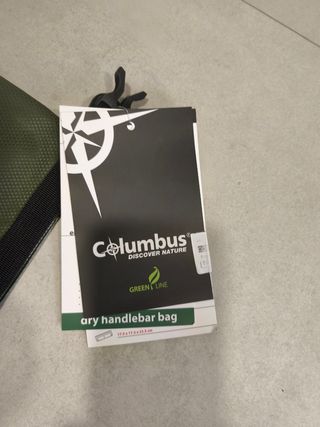 Columbus®
DISCOVER NATURE
GREEN LINE
dry handlebar bag